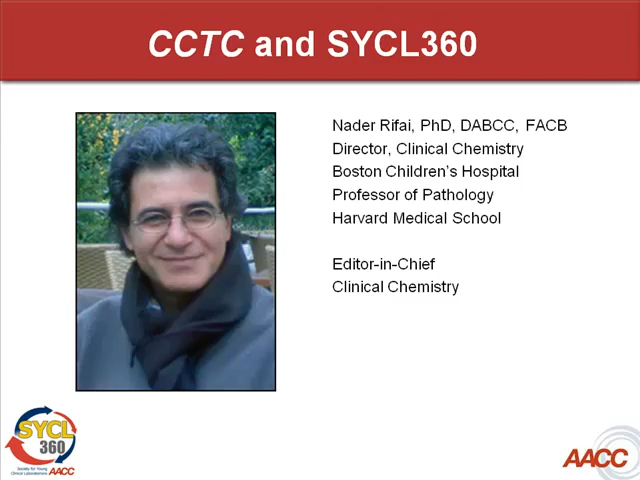 CCTC and SYCL360
Nader Rifai, PhD, DABCC, FACB
Director, Clinical Chemistry
Boston Children's Hospital
Professor of Pathology
Harvard Medical School
Editor-in-Chief
Clinical Chemistry
SYCL
360
Society for Young
Clinical Laboratorians AACC
AACC